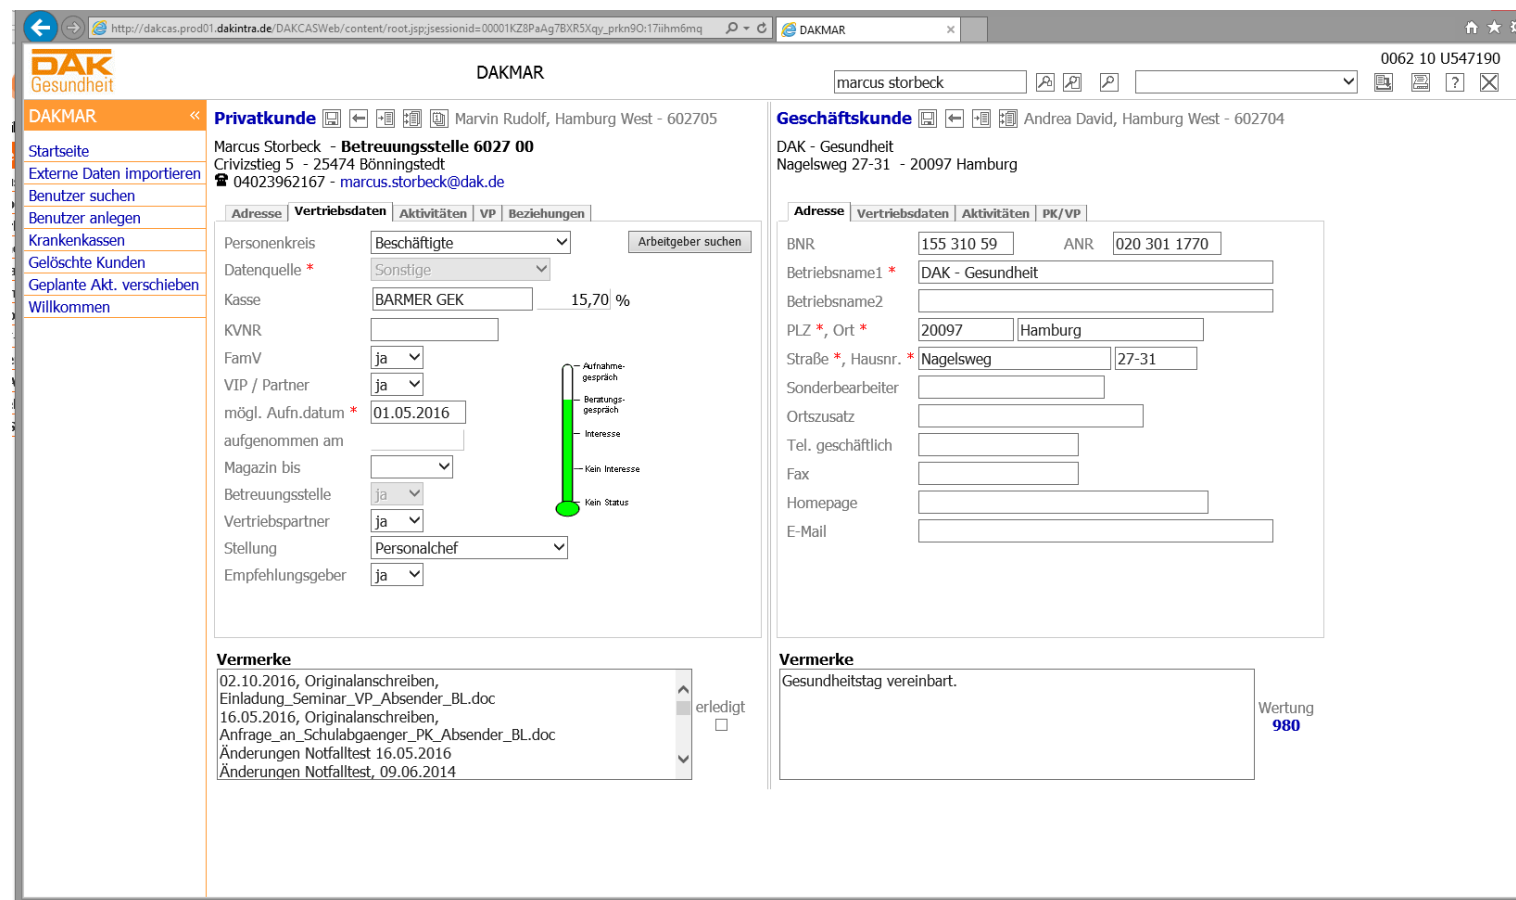 http://dakcas.prod01.dakintra.de/DAKCASWeb/content/root.jsp;jsessionid=00001KZ8PaAg7BXR5Xqy_prkn9O:17iihm6mq
DAKMAR
DAK
Gesundheit
DAKMAR
marcus storbeck
0062 10 U547190
DAKMAR «
Startseite
Externe Daten importieren
Benutzer suchen
Benutzer anlegen
Krankenkassen
Gelöschte Kunden
Geplante Akt. verschieben
Willkommen
Privatkunde Marvin Rudolf, Hamburg West - 602705
Marcus Storbeck - Betreuungsstelle 6027 00
Crivizstieg 5 - 25474 Bönningstedt
04023962167 - marcus.storbeck@dak.de
Adresse Vertriebsdaten Aktivitäten VP Beziehungen
Personenkreis Beschäftigte Arbeitgeber suchen
Datenquelle * Sonstige
Kasse BARMER GEK 15,70 %
KVNR
FamV ja
VIP / Partner ja
mögl. Aufn.datum * 01.05.2016
aufgenommen am
Magazin bis
Betreuungsstelle ja
Vertriebspartner ja
Stellung Personalchef
Empfehlungsgeber ja
Aufnahme-
gespräch
Beratungs-
gespräch
Interesse
Kein Interesse
Kein Status
Vermerke
02.10.2016, Originalanschreiben,
Einladung_Seminar_VP_Absender_BL.doc
16.05.2016, Originalanschreiben,
Anfrage_an_Schulabgaenger_PK_Absender_BL.doc
Änderungen Notfalltest 16.05.2016
Änderungen Notfalltest, 09.06.2014
erledigt
Geschäftskunde Andrea David, Hamburg West - 602704
DAK - Gesundheit
Nagelsweg 27-31 - 20097 Hamburg
Adresse Vertriebsdaten Aktivitäten PK/VP
BNR 155 310 59 ANR 020 301 1770
Betriebsname1 * DAK - Gesundheit
Betriebsname2
PLZ *, Ort * 20097 Hamburg
Straße *, Hausnr. * Nagelsweg 27-31
Sonderbearbeiter
Ortszusatz
Tel. geschäftlich
Fax
Homepage
E-Mail
Vermerke
Gesundheitstag vereinbart.
Wertung
980